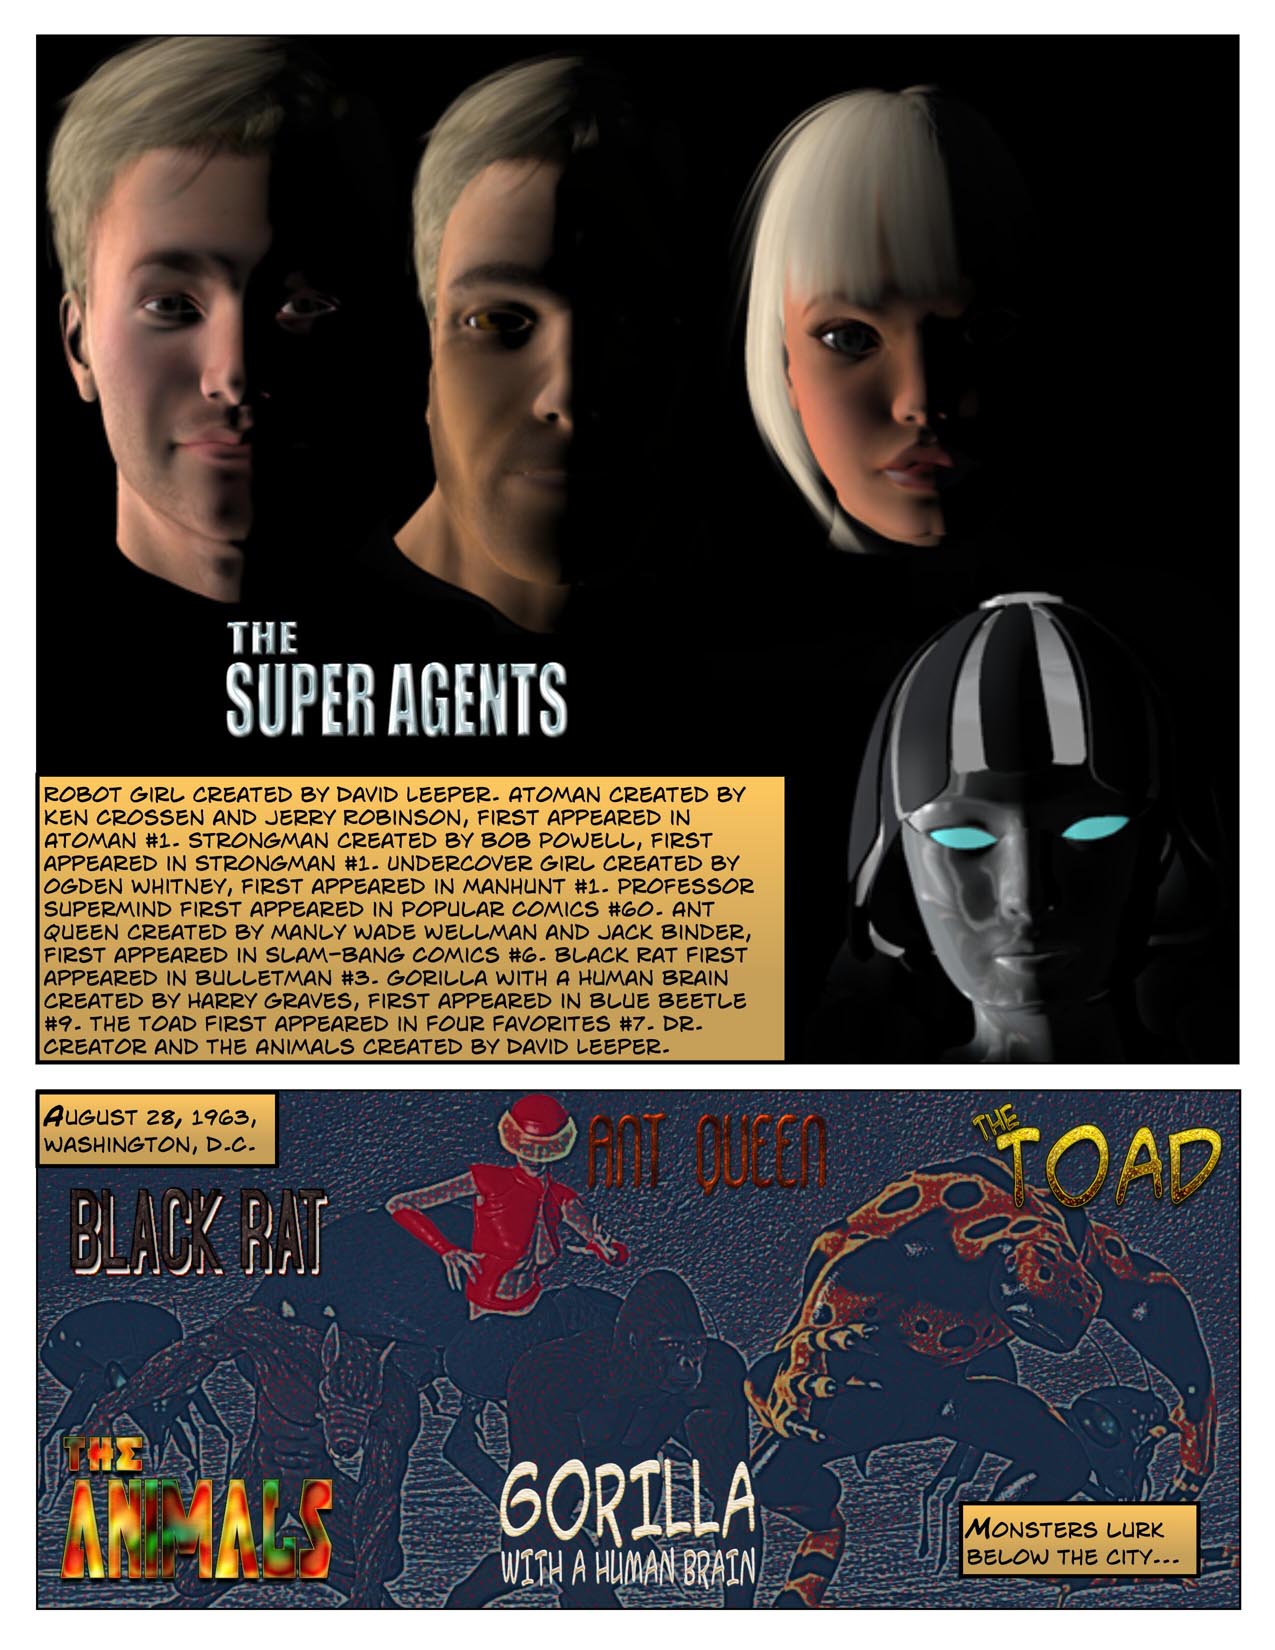 THE
SUPER AGENTS
ROBOT GIRL CREATED BY DAVID LEEPER. ATOMAN CREATED BY
KEN CROSSEN AND JERRY ROBINSON, FIRST APPEARED IN
ATOMAN #1. STRONGMAN CREATED BY BOB POWELL, FIRST
APPEARED IN STRONGMAN #1. UNDERCOVER GIRL CREATED BY
OGDEN WHITNEY, FIRST APPEARED IN MANHUNT #1. PROFESSOR
SUPERMIND FIRST APPEARED IN POPULAR COMICS #60. ANT
QUEEN CREATED BY MANLY WADE WELLMAN AND JACK BINDER,
FIRST APPEARED IN SLAM-BANG COMICS #6. BLACK RAT FIRST
APPEARED IN BULLETMAN #3. GORILLA WITH A HUMAN BRAIN
CREATED BY HARRY GRAVES, FIRST APPEARED IN BLUE BEETLE
#9. THE TOAD FIRST APPEARED IN FOUR FAVORITES #7. DR.
CREATOR AND THE ANIMALS CREATED BY DAVID LEEPER.
AUGUST 28, 1963,
WASHINGTON, D.C.
BLACK RAT
ANT QUEEN
THE
TOAD
THE
ANIMALS
GORILLA
WITH A HUMAN BRAIN
MONSTERS LURK
BELOW THE CITY...